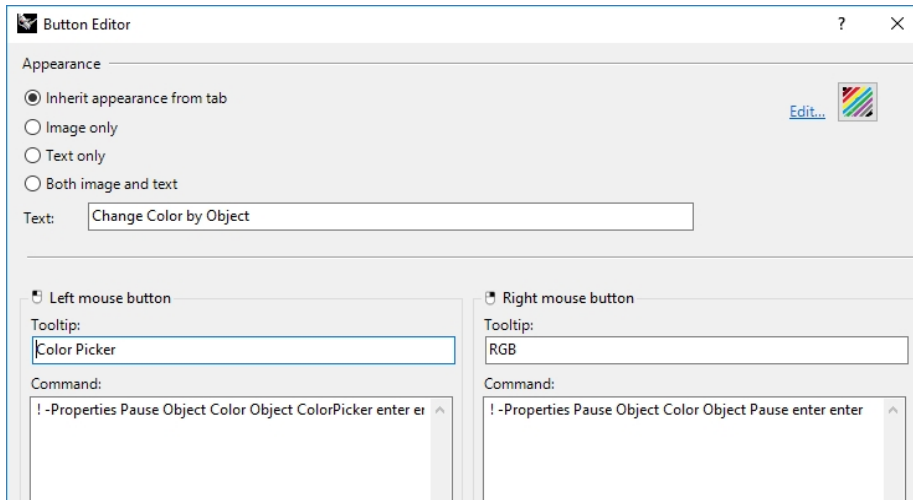 Button Editor
?
Appearance
Inherit appearance from tab
Edit...
Image only
Text only
Both image and text
Text:
Change Color by Object
Left mouse button
Right mouse button
Tooltip:
Tooltip:
Color Picker
RGB
Command:
Command:
! -Properties Pause Object Color Object ColorPicker enter
! -Properties Pause Object Color Object Pause enter enter